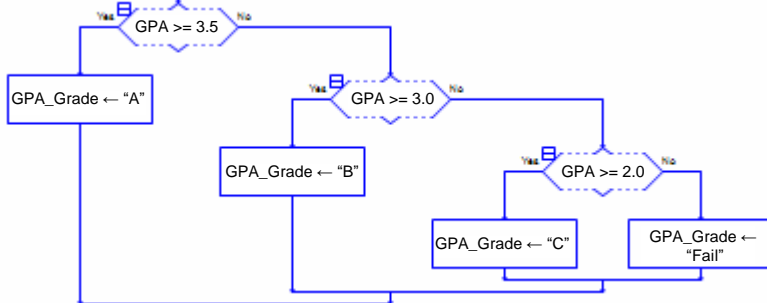 Yes
GPA >= 3.5
No
GPA_Grade ← “A”
Yes
GPA >= 3.0
No
GPA_Grade ← “B”
Yes
GPA >= 2.0
No
GPA_Grade ← “C”
GPA_Grade ←
“Fail”